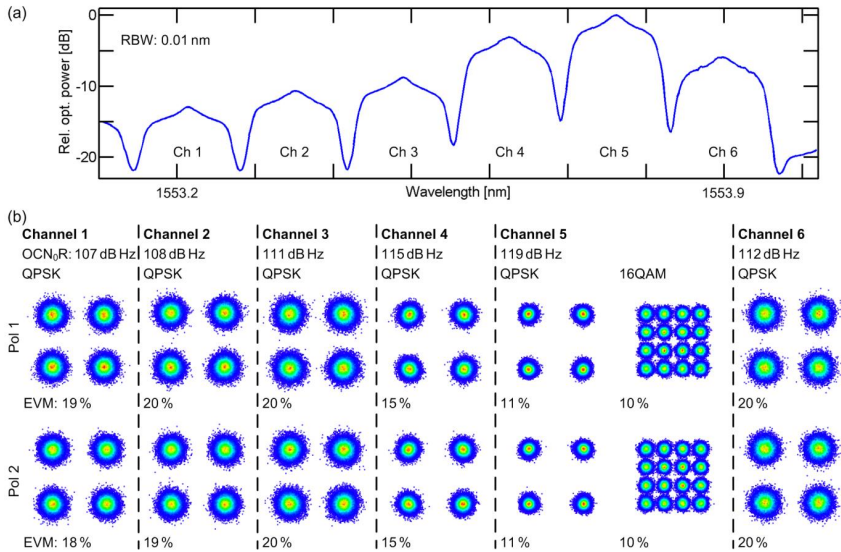 (a)
Rel. opt. power [dB]
0
-10
-20
RBW: 0.01 nm
Ch 1 Ch 2 Ch 3 Ch 4 Ch 5 Ch 6
1553.2 Wavelength [nm] 1553.9
(b)
Channel 1 Channel 2 Channel 3 Channel 4 Channel 5 Channel 6
OCN₀R: 107 dB Hz 108 dB Hz 111 dB Hz 115 dB Hz 119 dB Hz 112 dB Hz
QPSK QPSK QPSK QPSK QPSK 16QAM QPSK
Pol 1
EVM: 19 % 20 % 20 % 15 % 11 % 10 % 20 %
Pol 2
EVM: 18 % 19 % 20 % 15 % 11 % 10 % 20 %